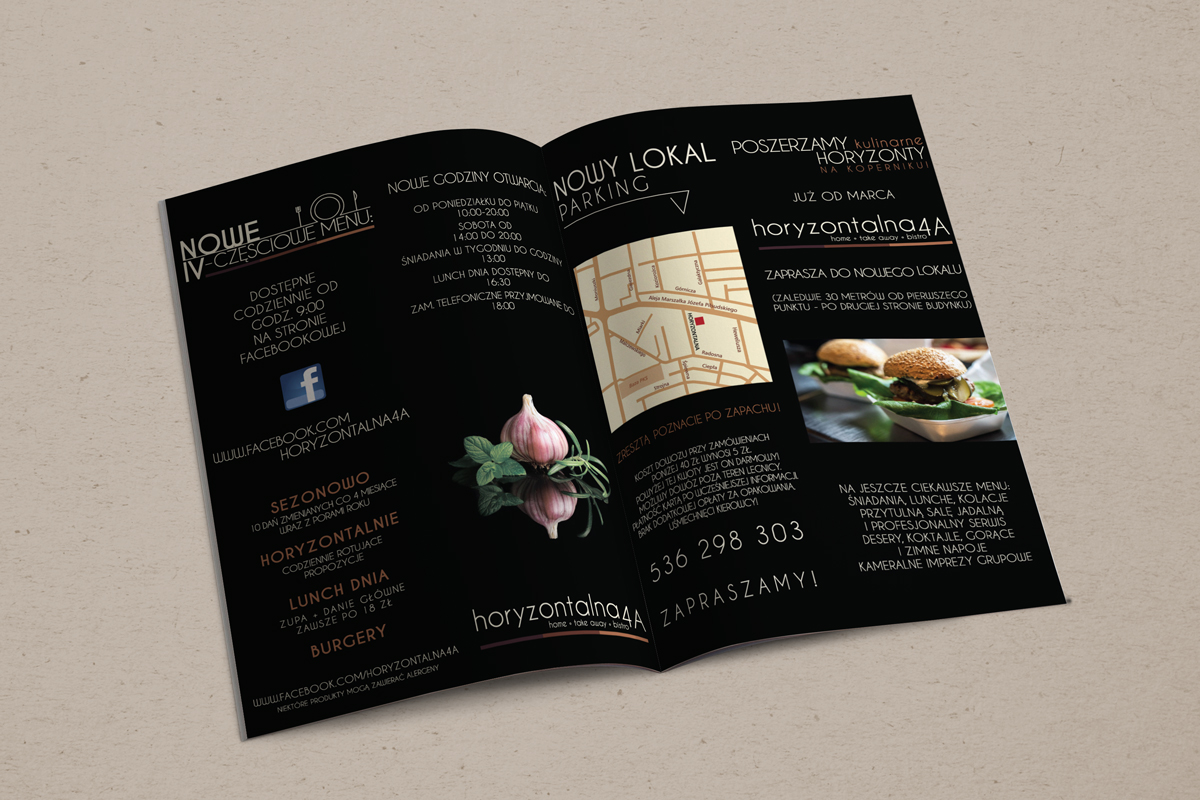 NOWE
IV-CZĘŚCIOWE MENU:
DOSTĘPNE
CODZIENNIE OD
GODZ. 9:00
NA STRONIE
FACEBOOKOWEJ
f
WWW.FACEBOOK.COM
HORYZONTALNA4A
SEZONOWO
10 DAŃ ZMIENIANYCH CO 4 MIESIĄCE
WRAZ Z PORAMI ROKU
HORYZONTALNIE
CODZIENNIE ROTUJĄCE
PROPOZYCJE
LUNCH DNIA
ZUPA + DANIE GŁÓWNE
ZAWSZE PO 18 ZŁ
BURGERY
WWW.FACEBOOK.COM/HORYZONTALNA4A
NIEKTÓRE PRODUKTY MOGĄ ZAWIERAĆ ALERGENY
NOWE GODZINY OTWARCIA:
OD PONIEDZIAŁKU DO PIĄTKU
10:00-20:00
SOBOTA OD
14:00 DO 20:00
ŚNIADANIA W TYGODNIU DO GODZINY
13:00
LUNCH DNIA DOSTĘPNY DO
16:30
ZAM. TELEFONICZNE PRZYJMOWANE DO
18:00
horyzontalna4A
home + take away + bistro
NOWY LOKAL
PARKING
Górnicza
Aleja Marszałka Józefa Piłsudskiego
HORYZONTALNA
Radosna
Ciepła
ZRESZTĄ, POZNACIE PO ZAPACHU!
KOSZT DOWOZU PRZY ZAMÓWIENIACH
PONIŻEJ 40 ZŁ WYNOSI 5 ZŁ.
POWYŻEJ TEJ KWOTY JEST ON DARMOWY!
MOŻLIWY DOWÓZ POZA TEREN LEGNICY.
PŁATNOŚĆ KARTĄ PO WCZEŚNIEJSZEJ INFORMACJI.
BRAK DODATKOWEJ OPŁATY ZA OPAKOWANIA.
UŚMIECHNIĘCI KIEROWCY!
536 298 303
ZAPRASZAMY!
POSZERZAMY kulinarne
HORYZONTY
NA KOPERNIKU!
JUŻ OD MARCA
horyzontalna4A
home + take away + bistro
ZAPRASZA DO NOWEGO LOKALU
(ZALEDWIE 30 METRÓW OD PIERWSZEGO
PUNKTU - PO DRUGIEJ STRONIE BUDYNKU)
NA JESZCZE CIEKAWSZE MENU:
ŚNIADANIA, LUNCHE, KOLACJE
PRZYTULNĄ SALĘ JADALNĄ
I PROFESJONALNY SERWIS
DESERY, KOKTAJLE, GORĄCE
I ZIMNE NAPOJE
KAMERALNE IMPREZY GRUPOWE